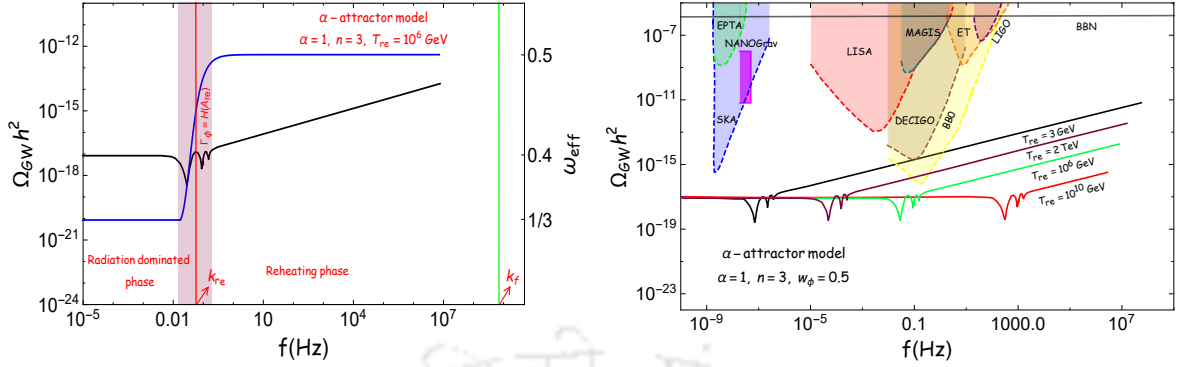 α−attractor model
α=1, n=3, T_re = 10^6 GeV
10^-12
10^-15
10^-18
10^-21
10^-24
Ω_GW h^2
0.5
0.4
1/3
ω_eff
Γ_ϕ = H(A_re)
Radiation dominated
phase
Reheating phase
k_re
k_f
10^-5
0.01
10
10^4
10^7
f(Hz)
10^-7
10^-11
10^-15
10^-19
10^-23
Ω_GW h^2
EPTA
NANOGrav
SKA
LISA
MAGIS
ET
LIGO
BBN
DECIGO
BBO
T_re = 3 GeV
T_re = 2 TeV
T_re = 10^6 GeV
T_re = 10^10 GeV
α−attractor model
α=1, n=3, w_ϕ=0.5
10^-9
10^-5
0.1
1000.0
10^7
f(Hz)